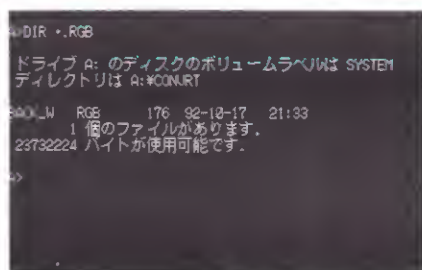 A>DIR *.RGB
ドライブ A: のディスクのボリュームラベルは SYSTEM
ディレクトリは A:¥CONVRT
RGB 176 92-10-17 21:33
1 個のファイルがあります.
23732224 バイトが使用可能です.
A>